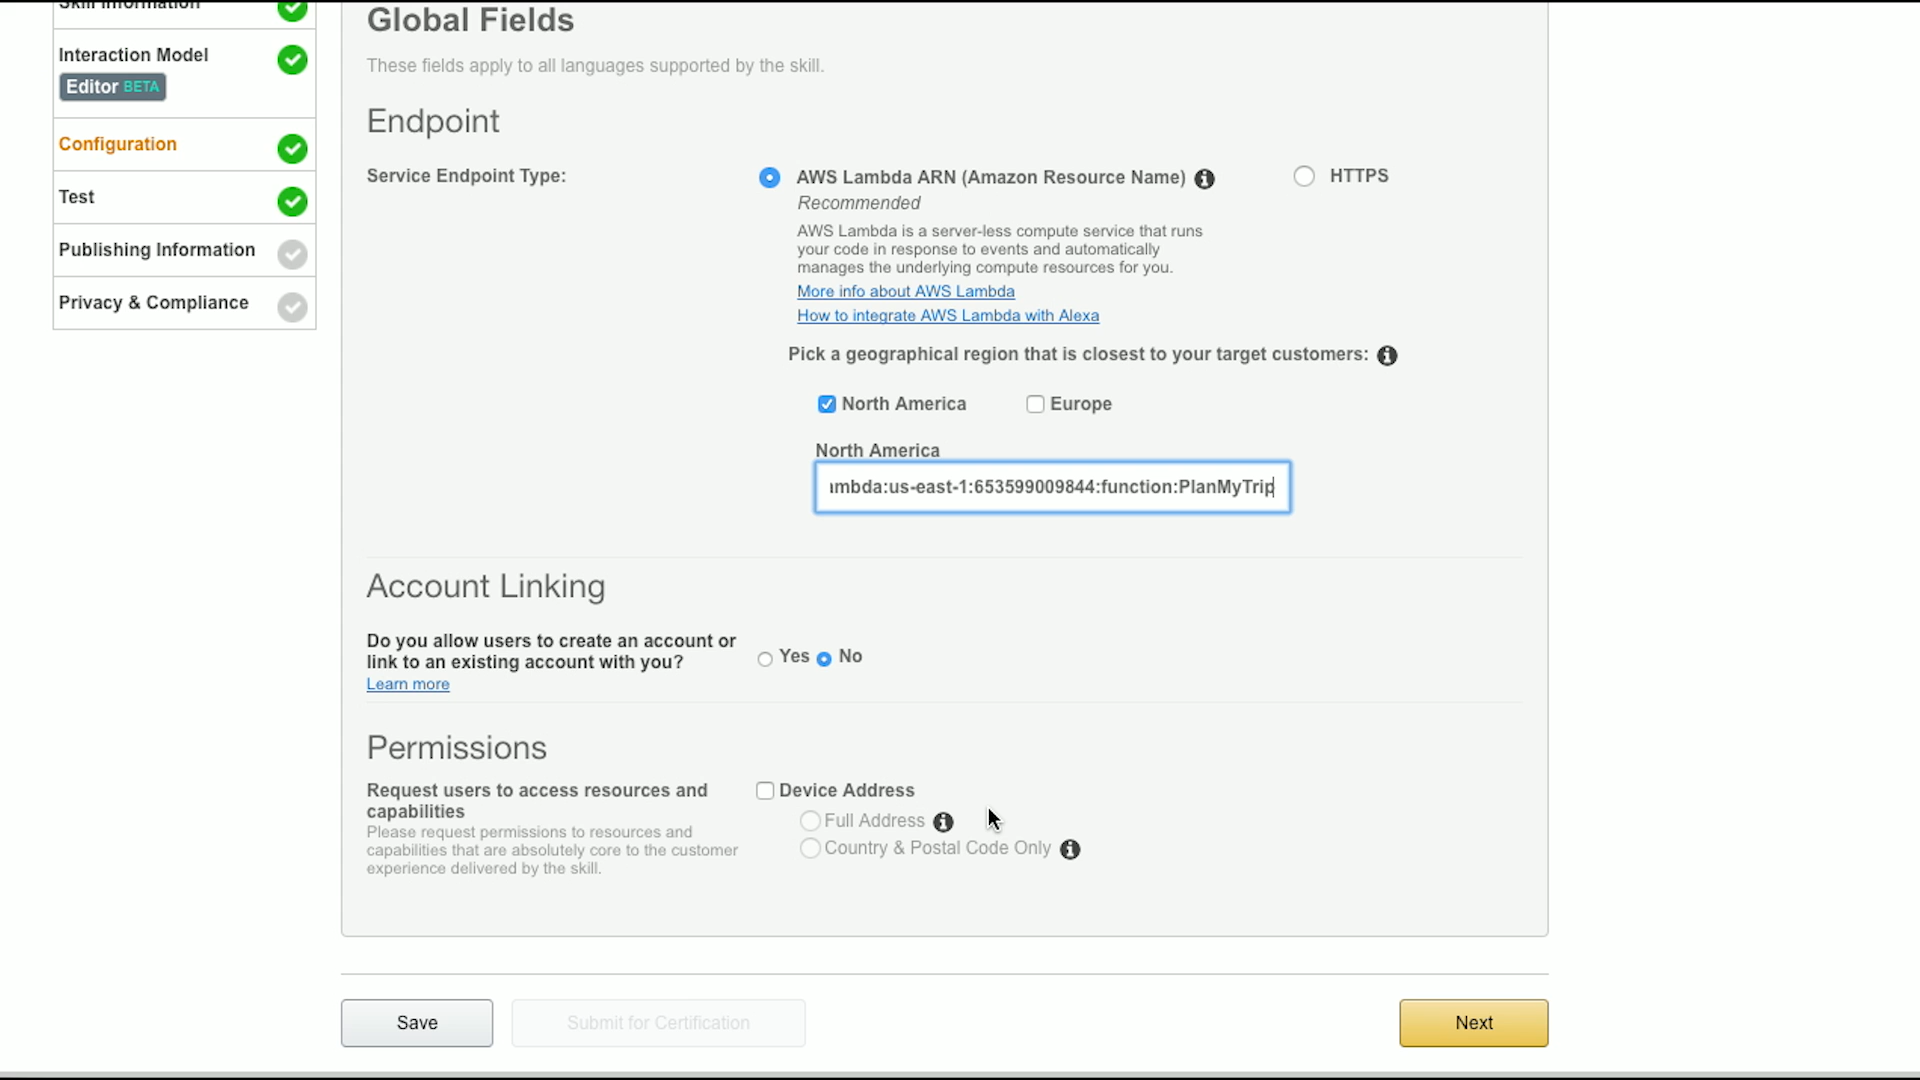 Skill Information
Interaction Model
Editor BETA
Configuration
Test
Publishing Information
Privacy & Compliance
Global Fields
These fields apply to all languages supported by the skill.
Endpoint
Service Endpoint Type:
AWS Lambda ARN (Amazon Resource Name)
HTTPS
Recommended
AWS Lambda is a server-less compute service that runs
your code in response to events and automatically
manages the underlying compute resources for you.
More info about AWS Lambda
How to integrate AWS Lambda with Alexa
Pick a geographical region that is closest to your target customers:
North America
Europe
North America
mbda:us-east-1:653599009844:function:PlanMyTrip
Account Linking
Do you allow users to create an account or
link to an existing account with you?
Yes No
Learn more
Permissions
Request users to access resources and
capabilities
Please request permissions to resources and
capabilities that are absolutely core to the customer
experience delivered by the skill.
Device Address
Full Address
Country & Postal Code Only
Save
Submit for Certification
Next